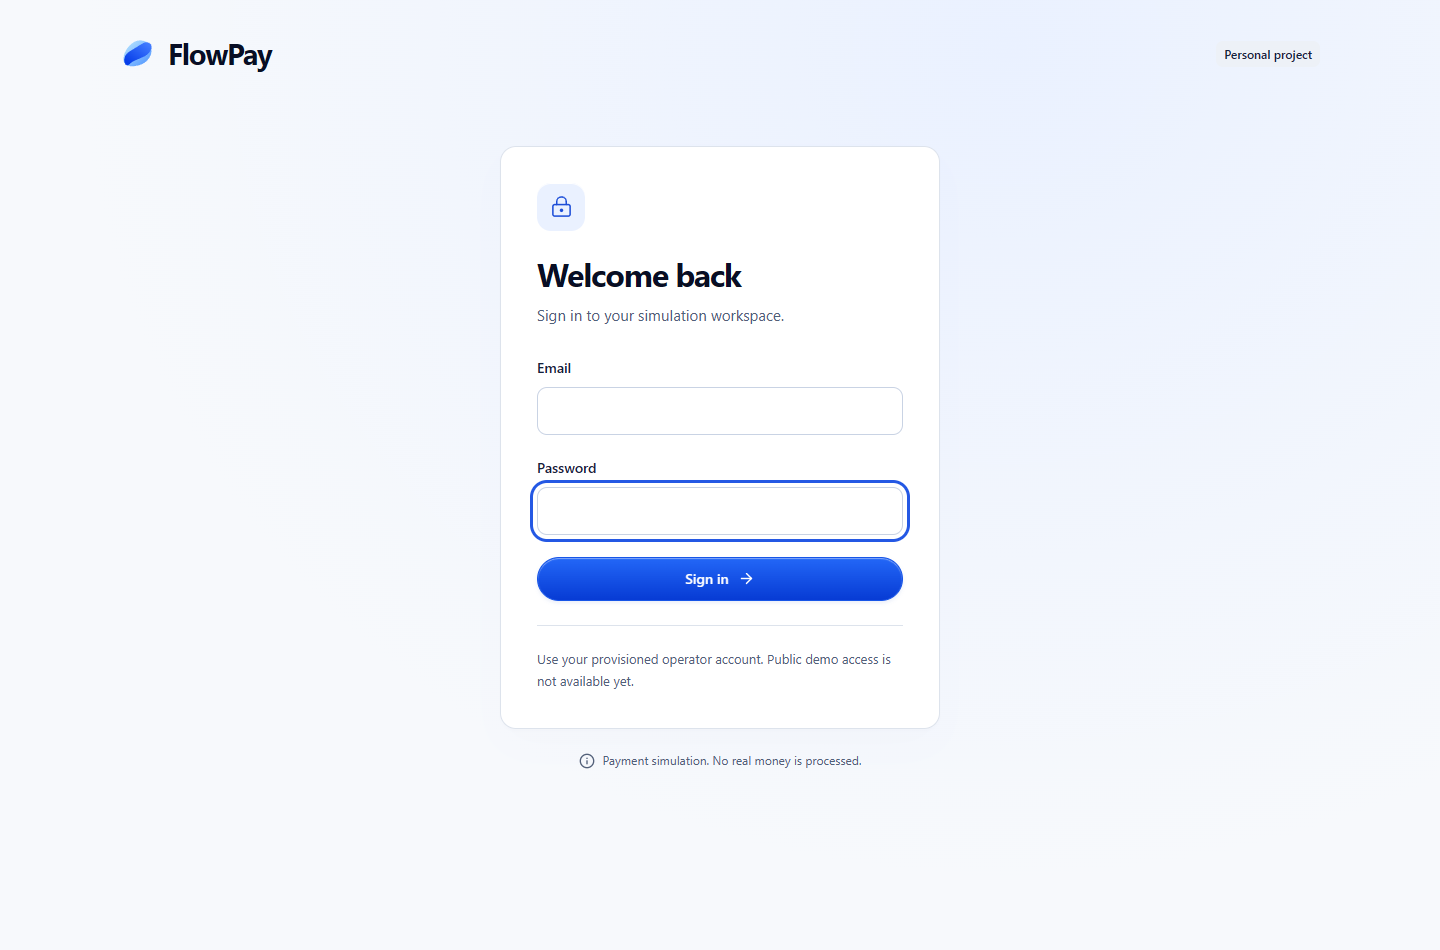 FlowPay
Personal project
Welcome back
Sign in to your simulation workspace.
Email
Password
Sign in
Use your provisioned operator account. Public demo access is
not available yet.
Payment simulation. No real money is processed.